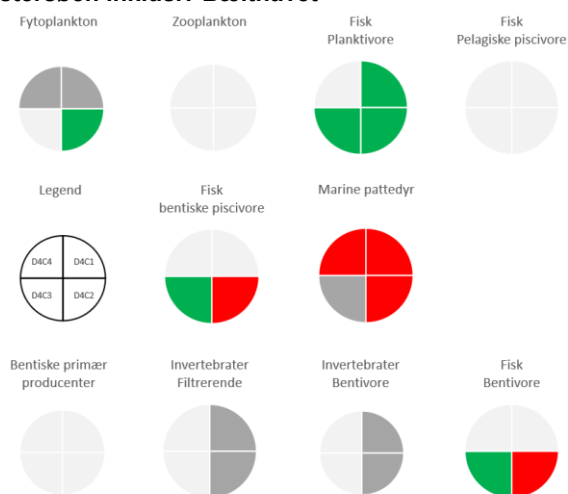 Fytoplankton
Zooplankton
Fisk
Planktivore
Fisk
Pelagiske piscivore
Legend
Fisk
bentiske piscivore
Marine pattedyr
D4C4
D4C1
D4C3
D4C2
Bentiske primær
producenter
Invertebrater
Filtrerende
Invertebrater
Bentivore
Fisk
Bentivore